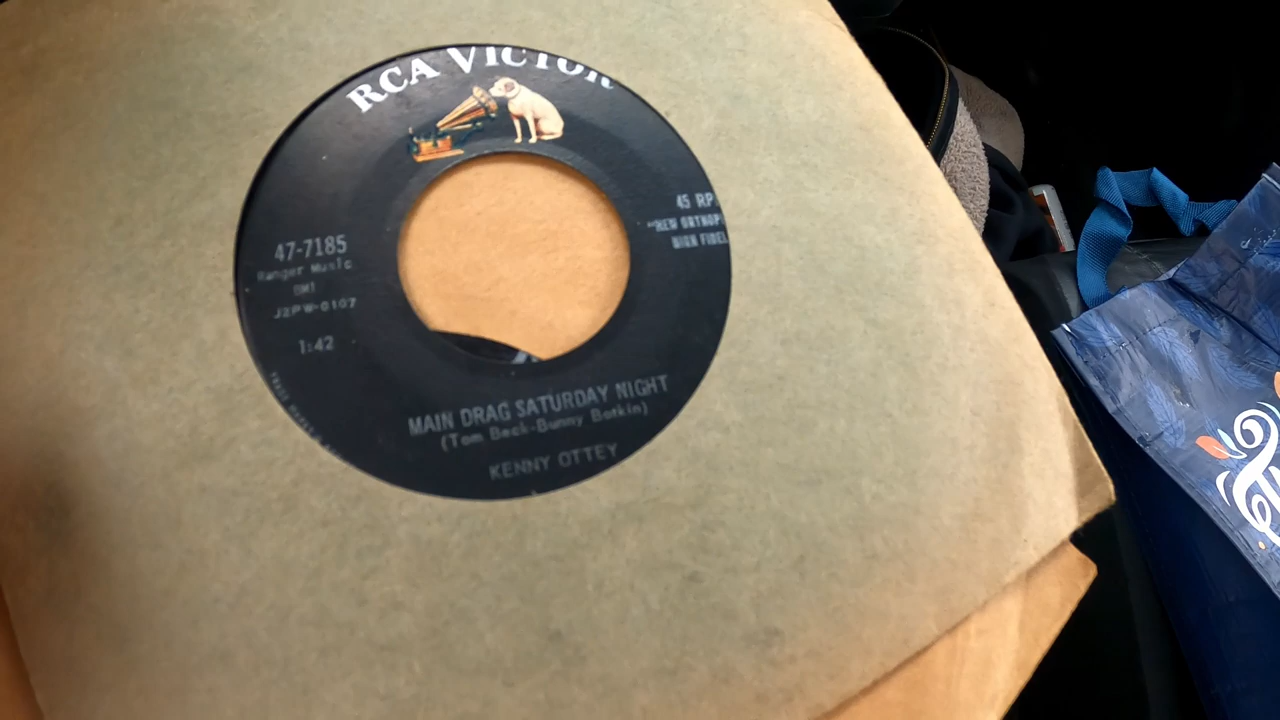 RCA VICTOR
45 RP
"NEW ORTHOP
HIGH FIDEL
47-7185
Ranger Music
BMI
J2PW-0107
1:42
MAIN DRAG SATURDAY NIGHT
(Tom Beck-Bunny Botkin)
KENNY OTTEY